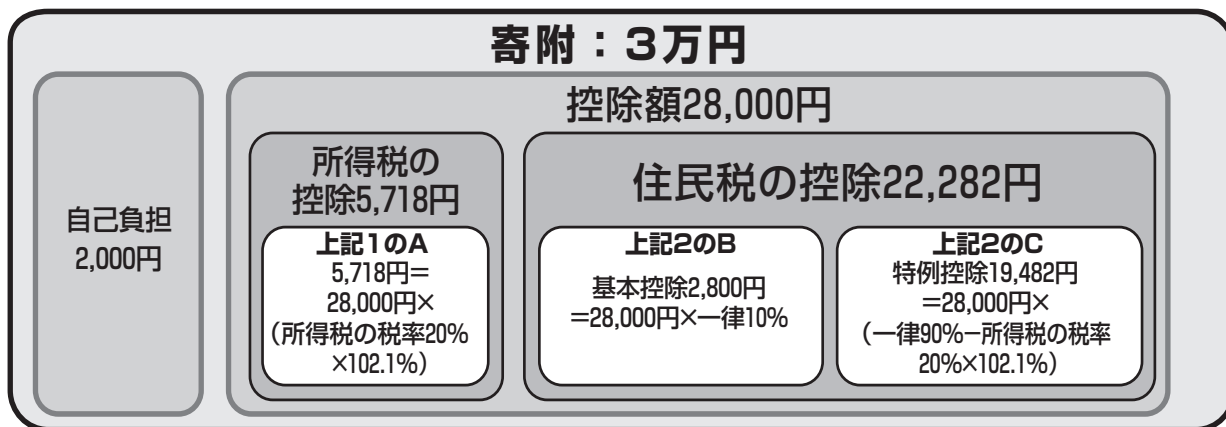 寄附：３万円
自己負担
2,000円
控除額28,000円
所得税の
控除5,718円
上記1のA
5,718円＝
28,000円×
（所得税の税率20%
×102.1%）
住民税の控除22,282円
上記2のB
基本控除2,800円
＝28,000円×一律10%
上記2のC
特例控除19,482円
＝28,000円×
（一律90%−所得税の税率
20%×102.1%）